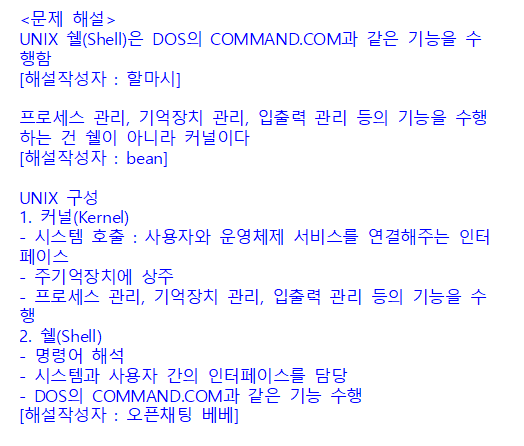 <문제 해설>
UNIX 쉘(Shell)은 DOS의 COMMAND.COM과 같은 기능을 수
행함
[해설작성자 : 할마시]

프로세스 관리, 기억장치 관리, 입출력 관리 등의 기능을 수행
하는 건 쉘이 아니라 커널이다
[해설작성자 : bean]

UNIX 구성
1. 커널(Kernel)
- 시스템 호출 : 사용자와 운영체제 서비스를 연결해주는 인터
페이스
- 주기억장치에 상주
- 프로세스 관리, 기억장치 관리, 입출력 관리 등의 기능을 수
행
2. 쉘(Shell)
- 명령어 해석
- 시스템과 사용자 간의 인터페이스를 담당
- DOS의 COMMAND.COM과 같은 기능 수행
[해설작성자 : 오픈채팅 베베]